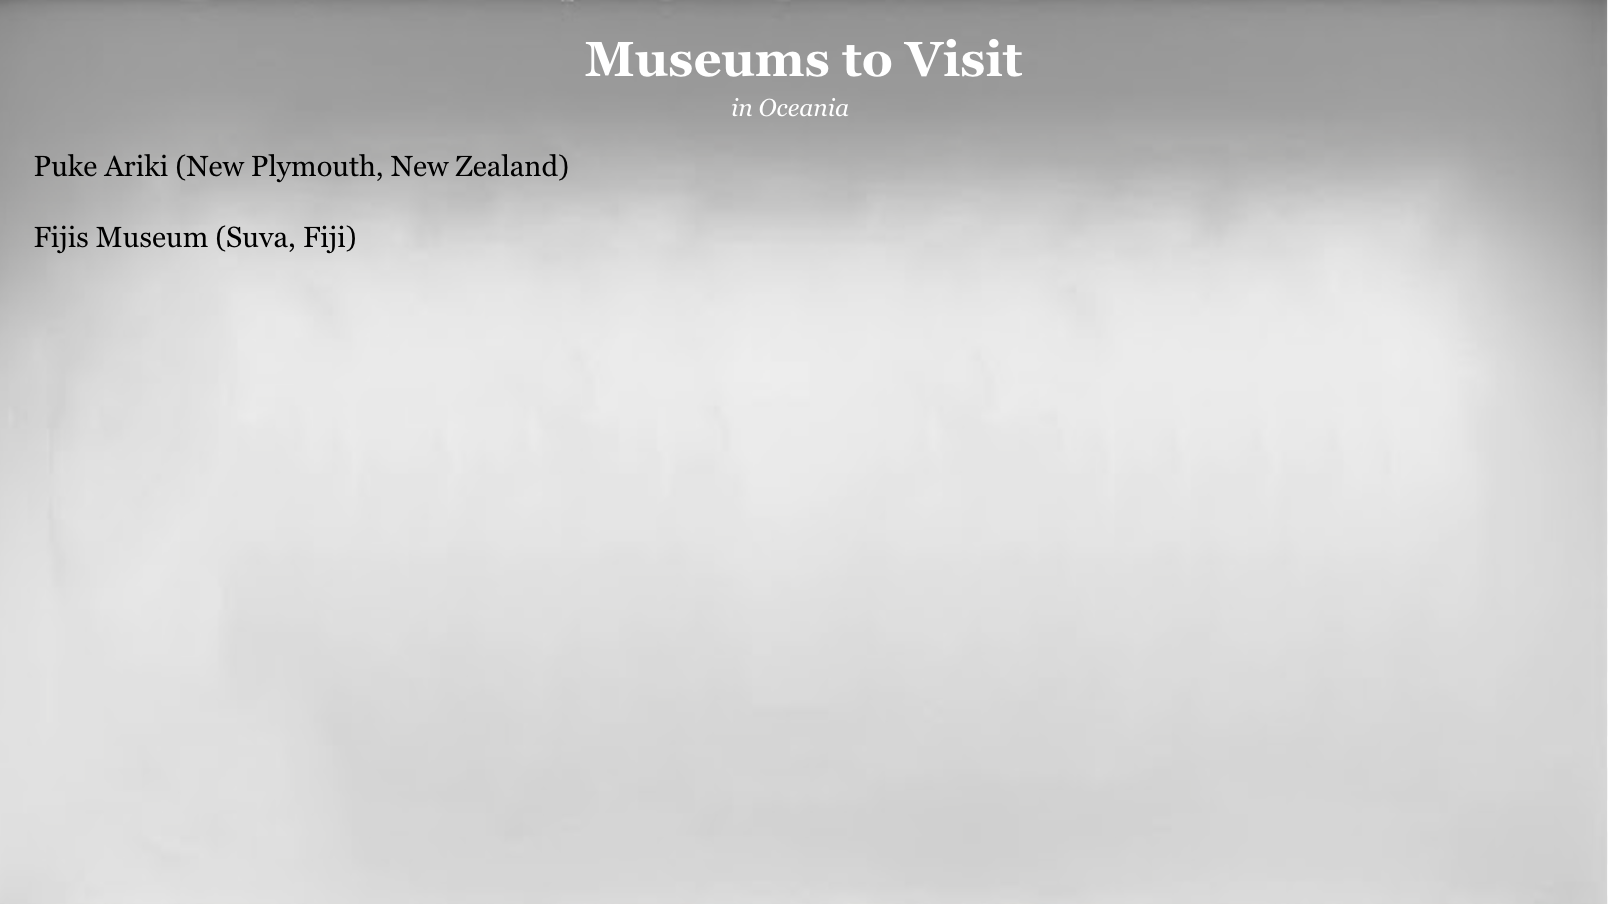 Museums to Visit
in Oceania
Puke Ariki (New Plymouth, New Zealand)
Fijis Museum (Suva, Fiji)